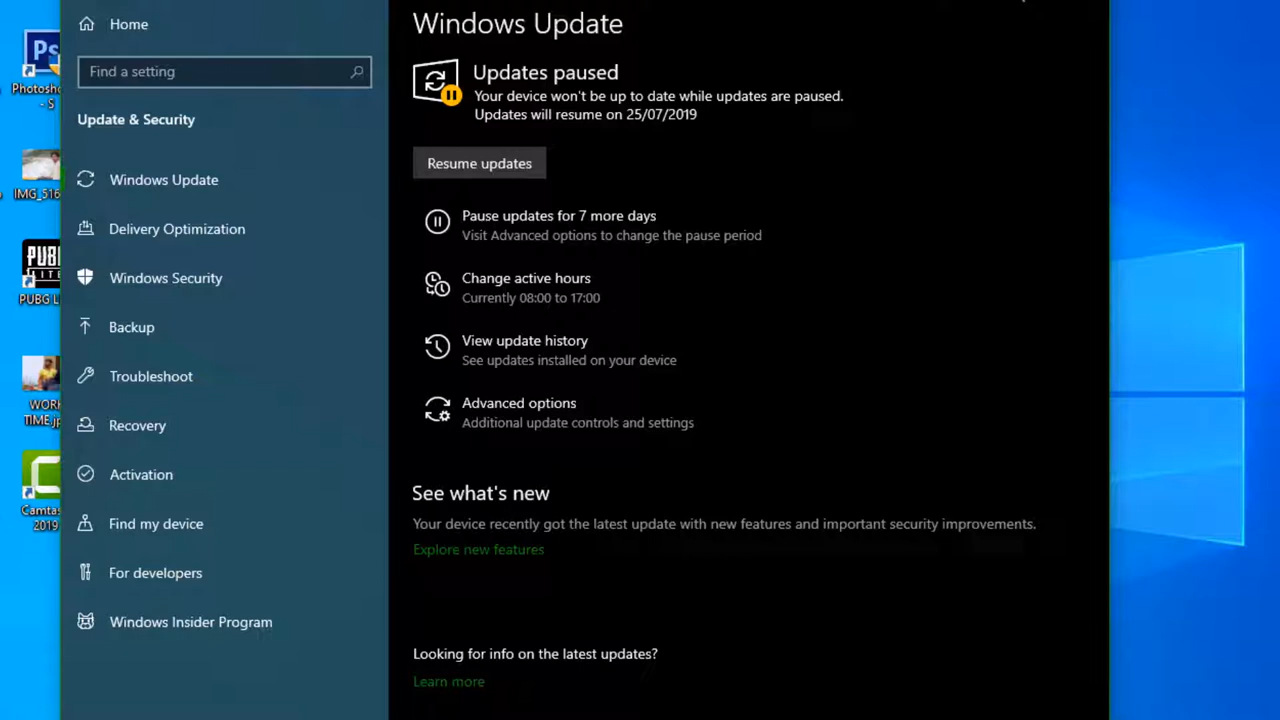 Home
Find a setting
Update & Security
Windows Update
Delivery Optimization
Windows Security
Backup
Troubleshoot
Recovery
Activation
Find my device
For developers
Windows Insider Program
Windows Update
Updates paused
Your device won't be up to date while updates are paused.
Updates will resume on 25/07/2019
Resume updates
Pause updates for 7 more days
Visit Advanced options to change the pause period
Change active hours
Currently 08:00 to 17:00
View update history
See updates installed on your device
Advanced options
Additional update controls and settings
See what's new
Your device recently got the latest update with new features and important security improvements.
Explore new features
Looking for info on the latest updates?
Learn more
Ps
Photosho
- S
IMG_516
PUB
LITE
PUBG L
WORK
TIME.jp
Camtas
2019